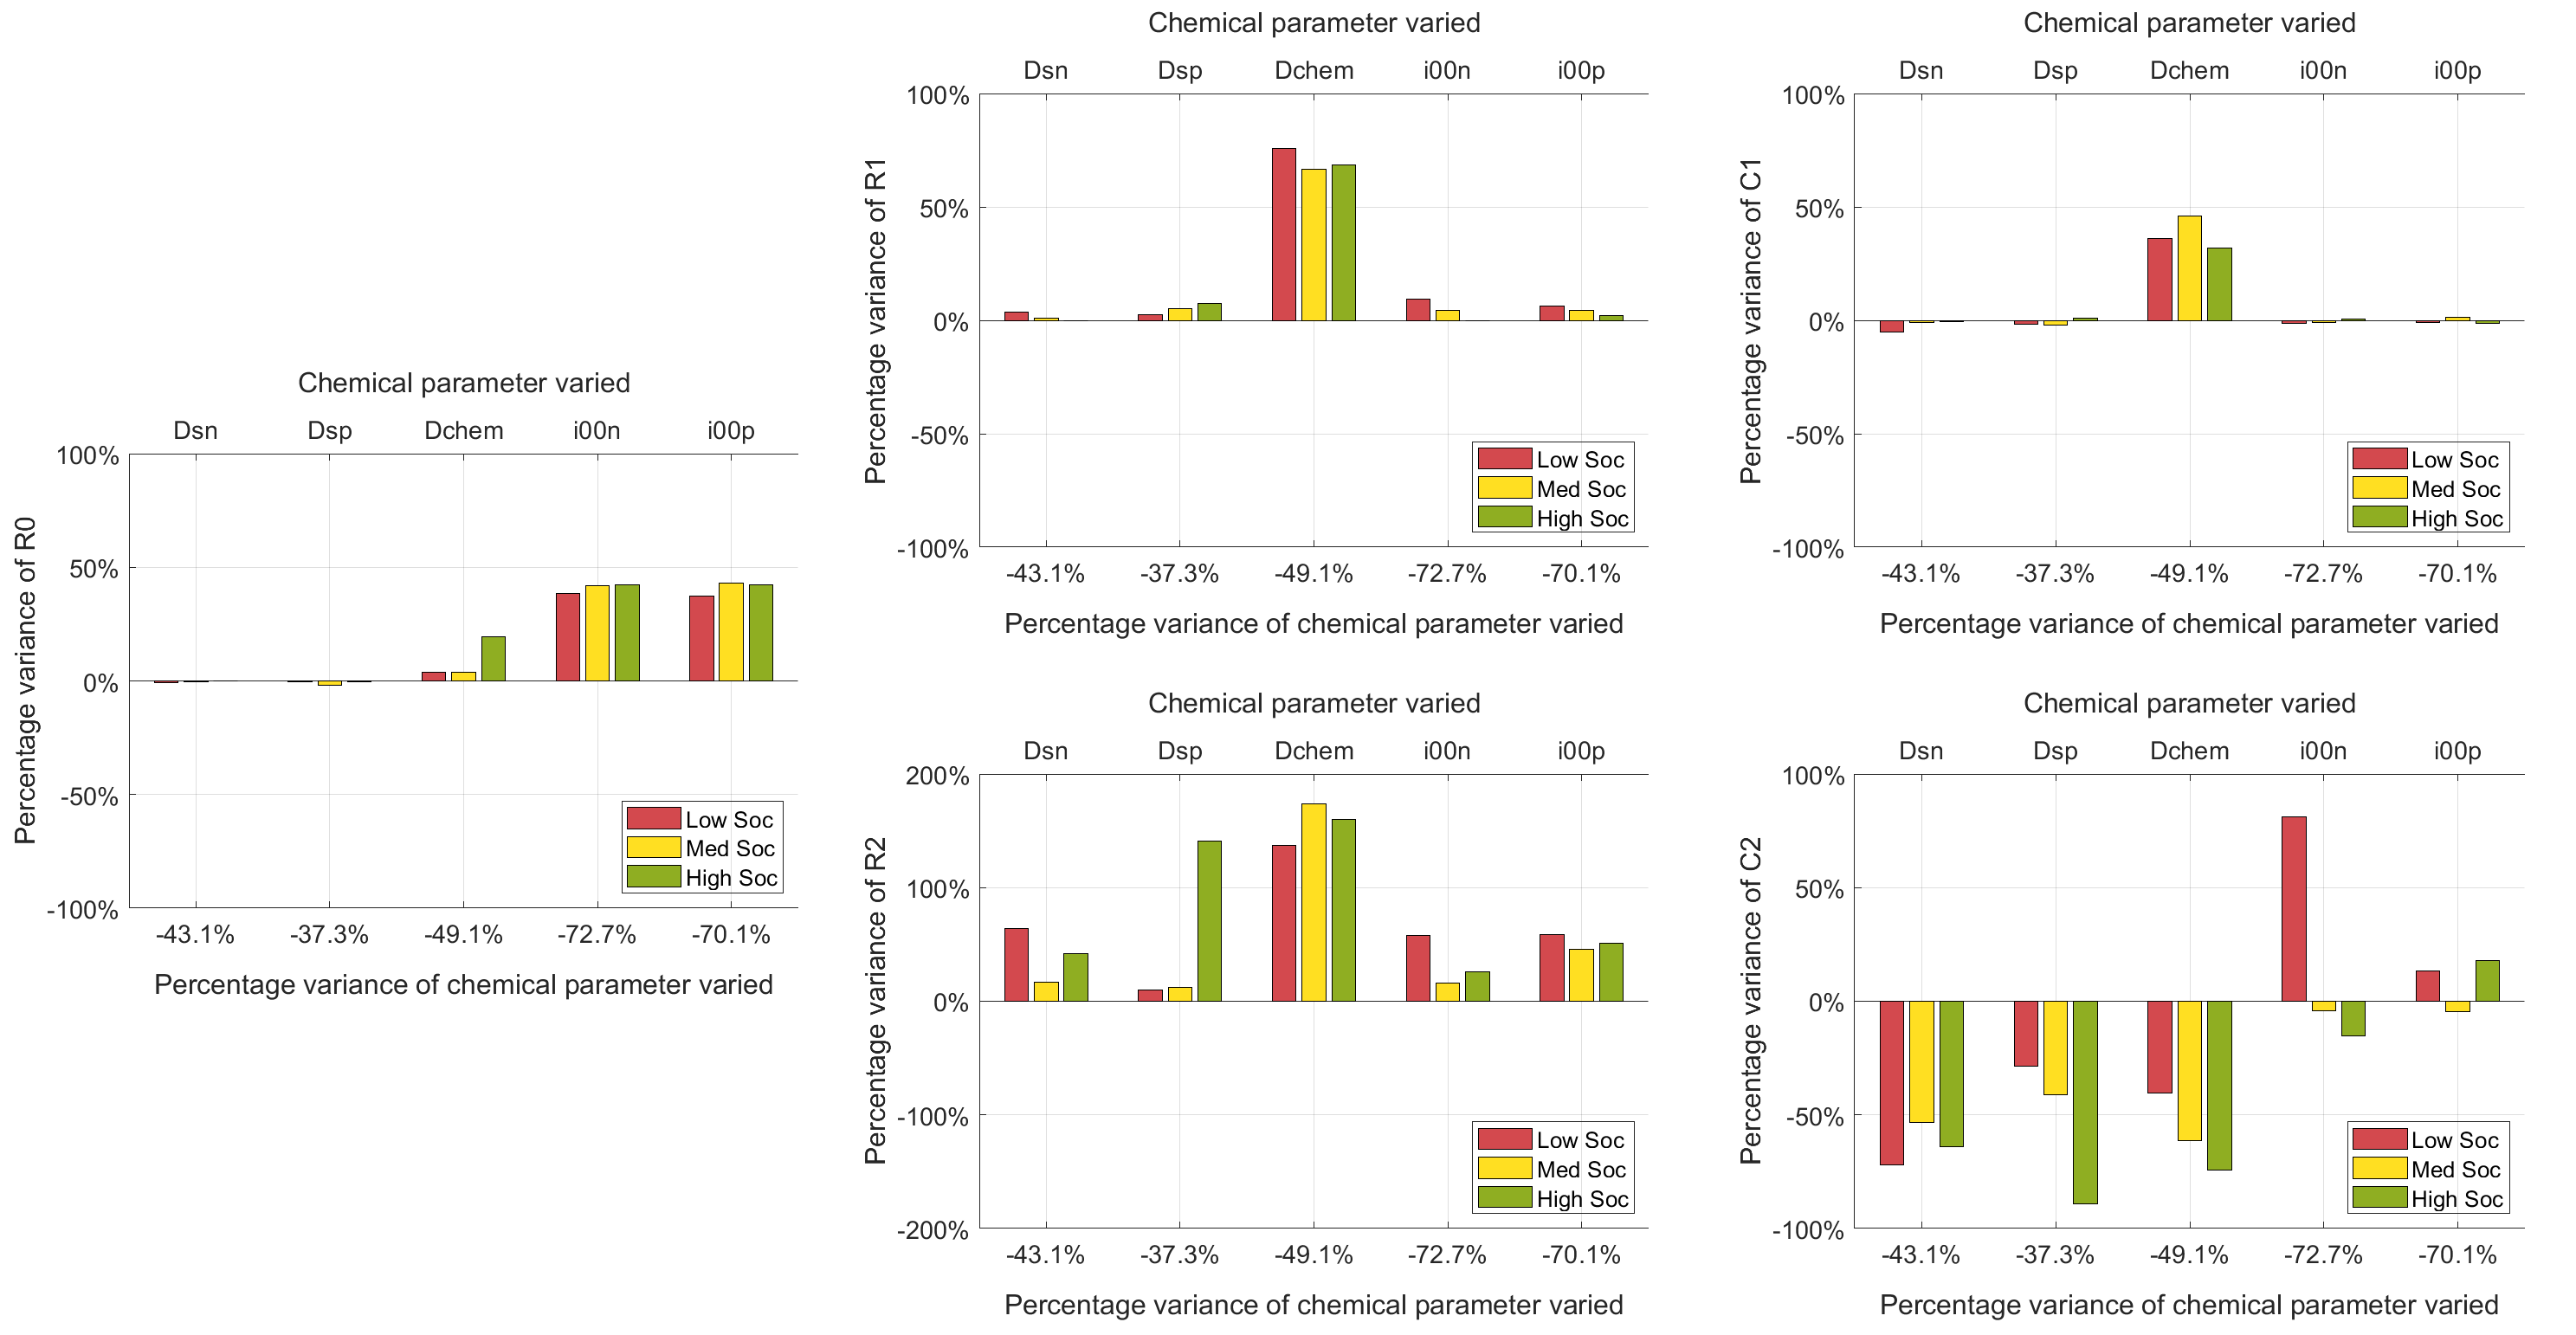 Chemical parameter varied
Dsn Dsp Dchem i00n i00p
Percentage variance of R0
100%
50%
0%
-50%
-100%
Low Soc
Med Soc
High Soc
-43.1% -37.3% -49.1% -72.7% -70.1%
Percentage variance of chemical parameter varied
Chemical parameter varied
Dsn Dsp Dchem i00n i00p
Percentage variance of R1
100%
50%
0%
-50%
-100%
Low Soc
Med Soc
High Soc
-43.1% -37.3% -49.1% -72.7% -70.1%
Percentage variance of chemical parameter varied
Chemical parameter varied
Dsn Dsp Dchem i00n i00p
Percentage variance of C1
100%
50%
0%
-50%
-100%
Low Soc
Med Soc
High Soc
-43.1% -37.3% -49.1% -72.7% -70.1%
Percentage variance of chemical parameter varied
Chemical parameter varied
Dsn Dsp Dchem i00n i00p
Percentage variance of R2
200%
100%
0%
-100%
-200%
Low Soc
Med Soc
High Soc
-43.1% -37.3% -49.1% -72.7% -70.1%
Percentage variance of chemical parameter varied
Chemical parameter varied
Dsn Dsp Dchem i00n i00p
Percentage variance of C2
100%
50%
0%
-50%
-100%
Low Soc
Med Soc
High Soc
-43.1% -37.3% -49.1% -72.7% -70.1%
Percentage variance of chemical parameter varied